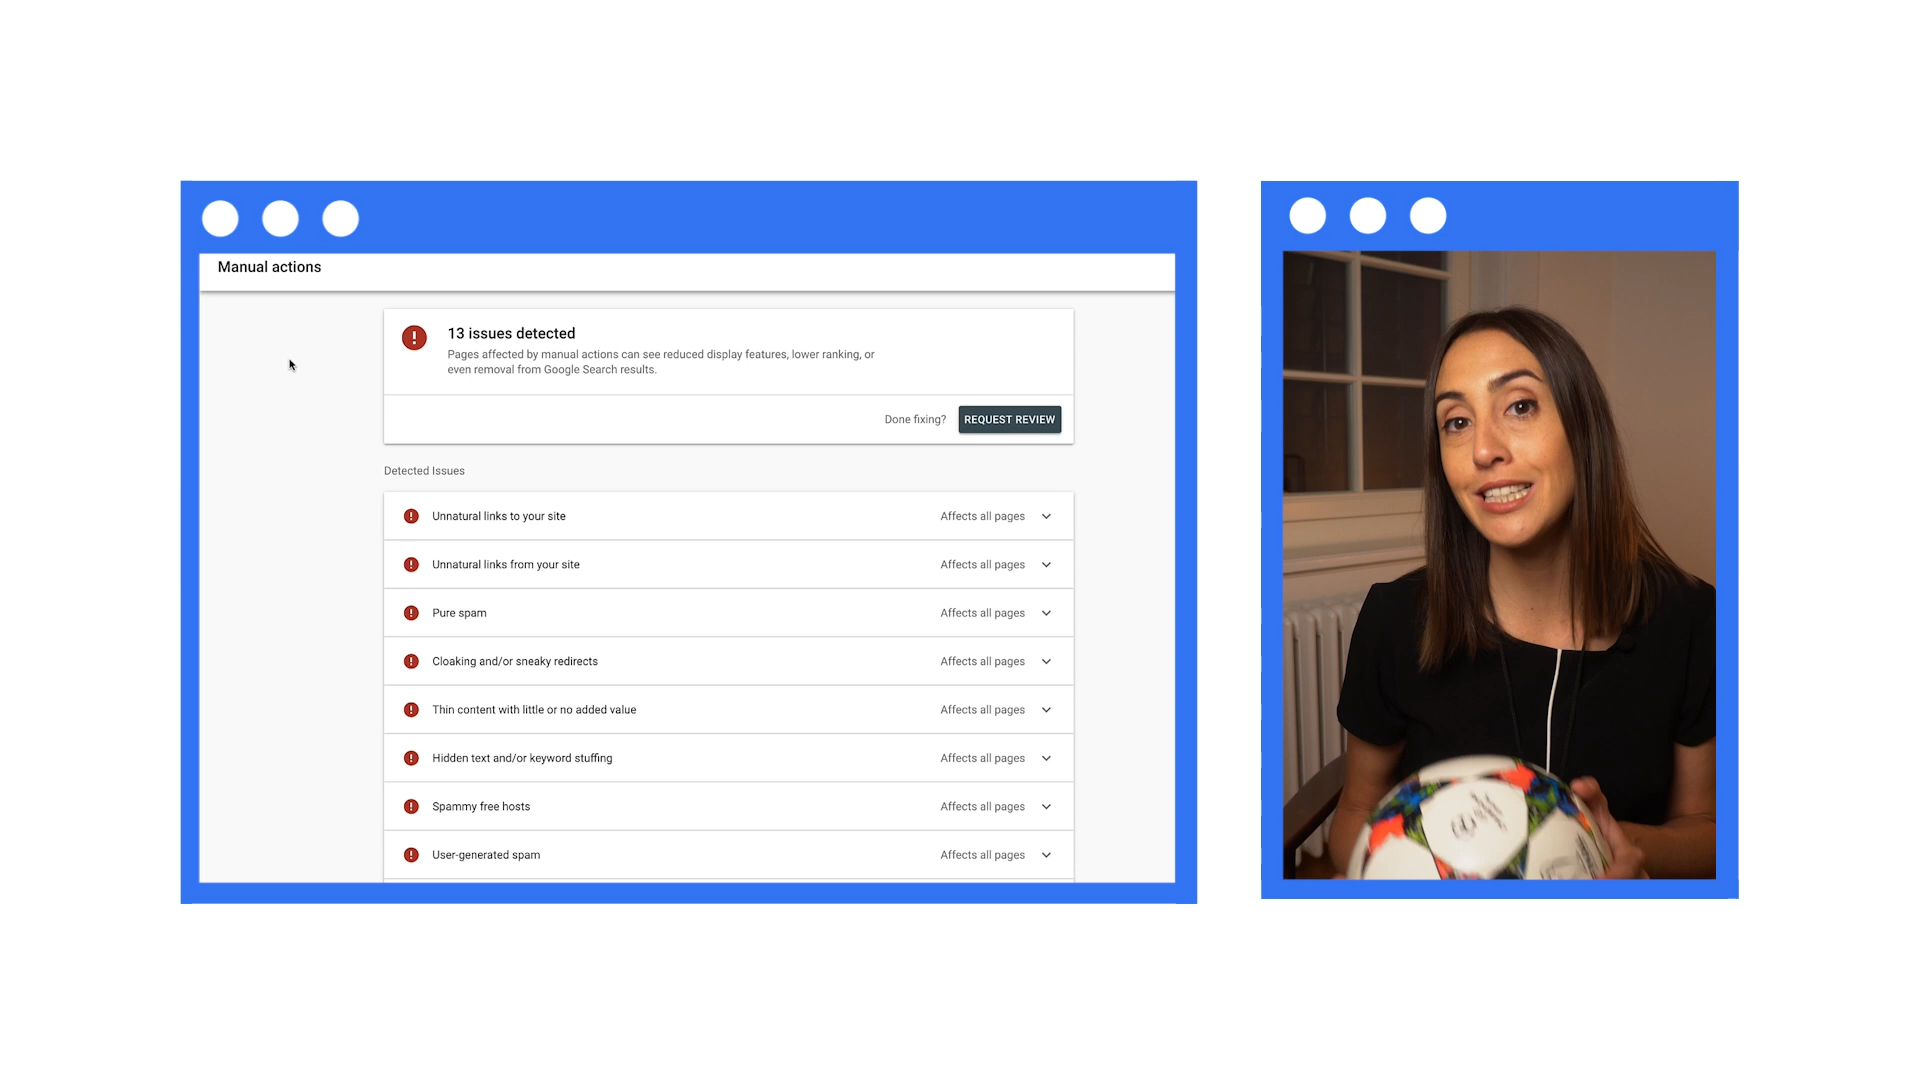 Manual actions
13 issues detected
Pages affected by manual actions can see reduced display features, lower ranking, or
even removal from Google Search results.
Done fixing? REQUEST REVIEW
Detected Issues
Unnatural links to your site Affects all pages
Unnatural links from your site Affects all pages
Pure spam Affects all pages
Cloaking and/or sneaky redirects Affects all pages
Thin content with little or no added value Affects all pages
Hidden text and/or keyword stuffing Affects all pages
Spammy free hosts Affects all pages
User-generated spam Affects all pages